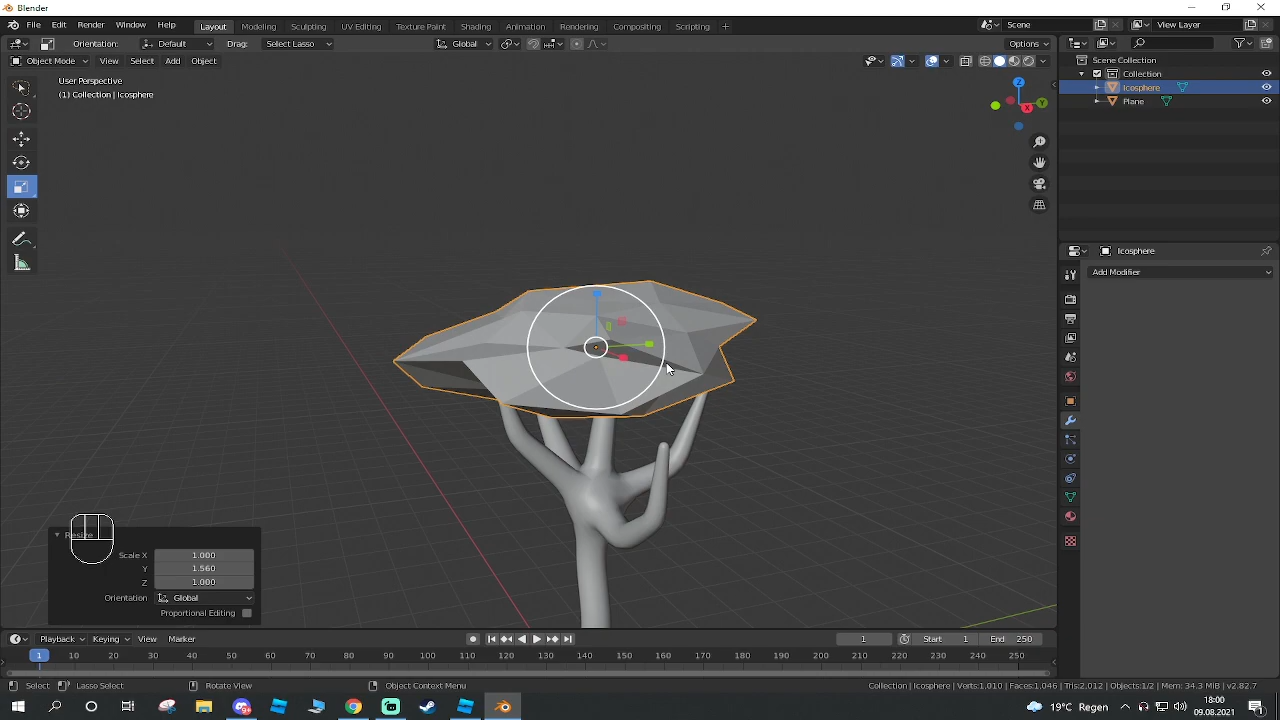 Blender
File Edit Render Window Help
Layout Modeling Sculpting UV Editing Texture Paint Shading Animation Rendering Compositing Scripting +
Scene
View Layer
Orientation: Default Drag: Select Lasso Global Options
Object Mode View Select Add Object
User Perspective
(1) Collection | Icosphere
Z
Y
X
Scene Collection
Collection
Icosphere
Plane
Icosphere
Add Modifier
Resize
Scale X 1.000
Y 1.560
Z 1.000
Orientation Global
Proportional Editing
Playback Keying View Marker 1 Start 1 End 250
1 10 20 30 40 50 60 70 80 90 100 110 120 130 140 150 160 170 180 190 200 210 220 230 240 250
Select Lasso Select Rotate View Object Context Menu Collection | Icosphere | Verts:1.010 | Faces:1.046 | Tris:2.012 | Objects:1/2 | Mem: 34.3 MiB | v2.82.7
19°C Regen
18:00
09.08.2021